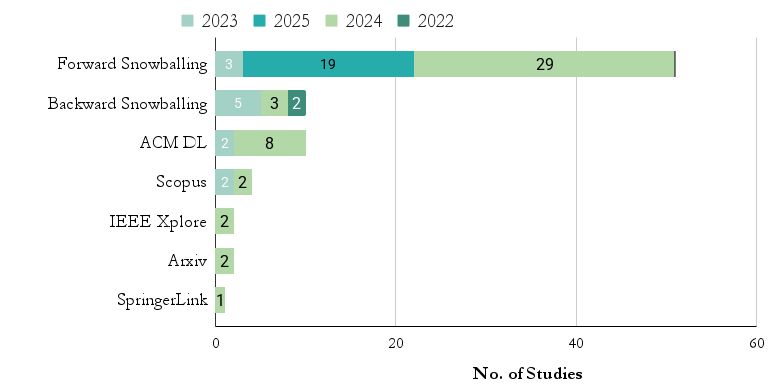 2023 2025 2024 2022
Forward Snowballing 3 19 29
Backward Snowballing 5 3 2
ACM DL 2 8
Scopus 2 2
IEEE Xplore 2
Arxiv 2
SpringerLink 1
0 20 40 60
No. of Studies